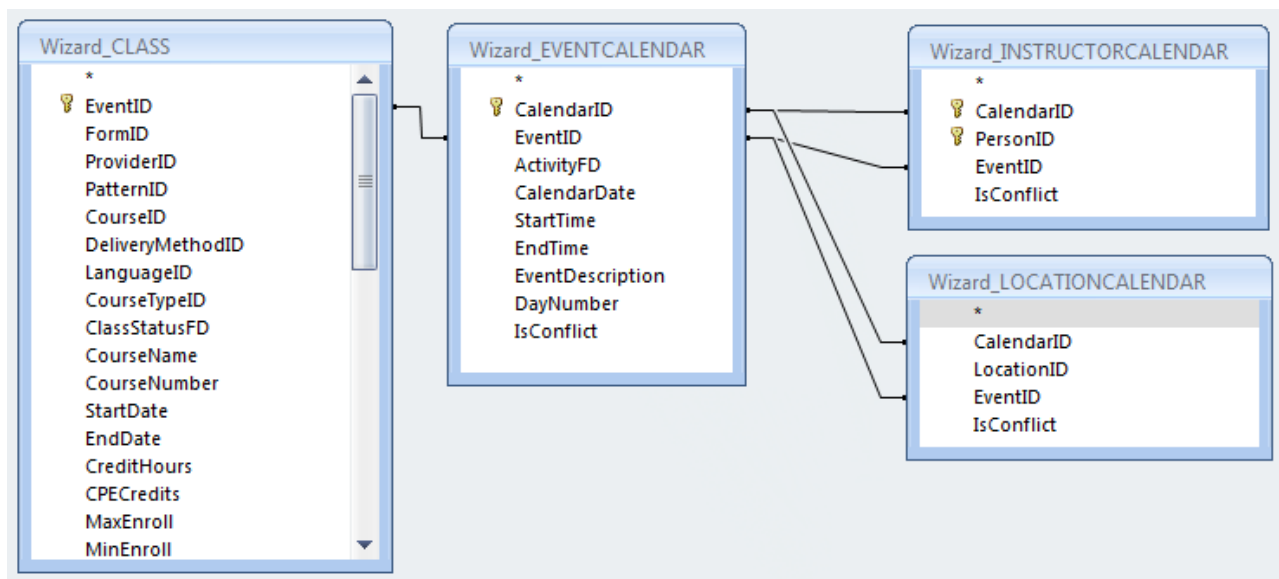 Wizard_CLASS
*
EventID
FormID
ProviderID
PatternID
CourseID
DeliveryMethodID
LanguageID
CourseTypeID
ClassStatusFD
CourseName
CourseNumber
StartDate
EndDate
CreditHours
CPECredits
MaxEnroll
MinEnroll
Wizard_EVENTCALENDAR
*
CalendarID
EventID
ActivityFD
CalendarDate
StartTime
EndTime
EventDescription
DayNumber
IsConflict
Wizard_INSTRUCTORCALENDAR
*
CalendarID
PersonID
EventID
IsConflict
Wizard_LOCATIONCALENDAR
*
CalendarID
LocationID
EventID
IsConflict